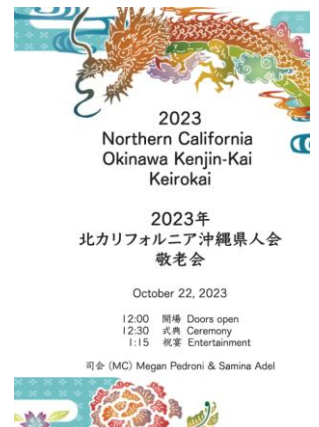 2023
Northern California
Okinawa Kenjin-Kai
Keirokai
2023年
北カリフォルニア沖縄県人会
敬老会
October 22, 2023
12:00 開場 Doors open
12:30 式典 Ceremony
1:15 祝宴 Entertainment
司会 (MC) Megan Pedroni & Samina Adel